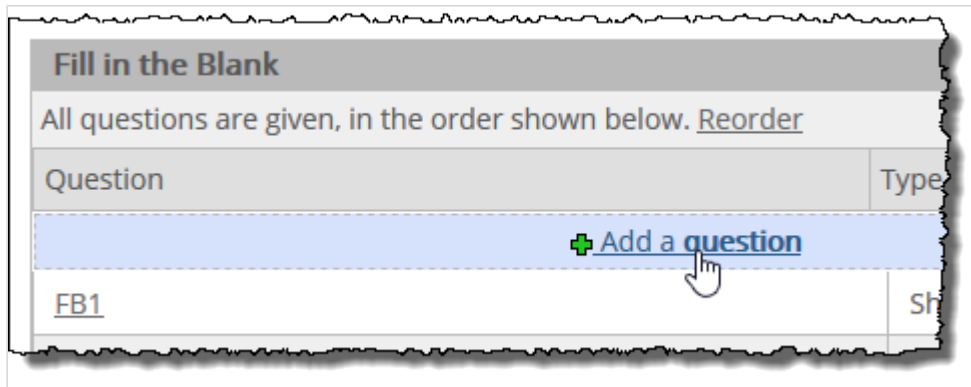 Fill in the Blank
All questions are given, in the order shown below. Reorder
Question Type
Add a question
FB1 Sh